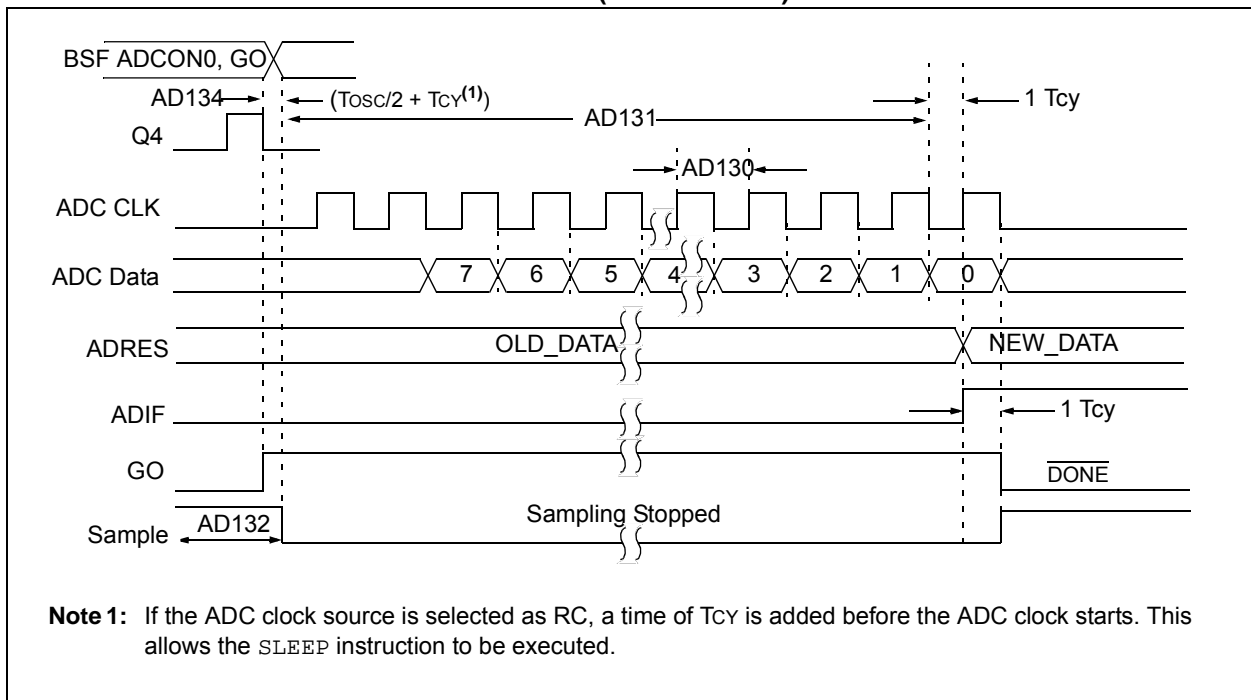 BSF ADCON0, GO
AD134
(TOSC/2 + TCY(1))
1 Tcy
AD131
Q4
AD130
ADC CLK
ADC Data
7 6 5 4 3 2 1 0
ADRES
OLD_DATA
NEW_DATA
ADIF
1 Tcy
GO
DONE
Sample
AD132
Sampling Stopped
Note 1: If the ADC clock source is selected as RC, a time of TCY is added before the ADC clock starts. This
allows the SLEEP instruction to be executed.